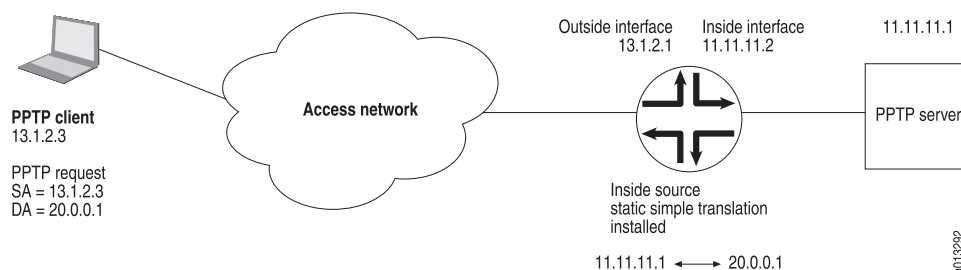 Outside interface
13.1.2.1
Inside interface
11.11.11.2
11.11.11.1
Access network
PPTP server
PPTP client
13.1.2.3
PPTP request
SA = 13.1.2.3
DA = 20.0.0.1
Inside source
static simple translation
installed
11.11.11.1 ⟷ 20.0.0.1
g013292